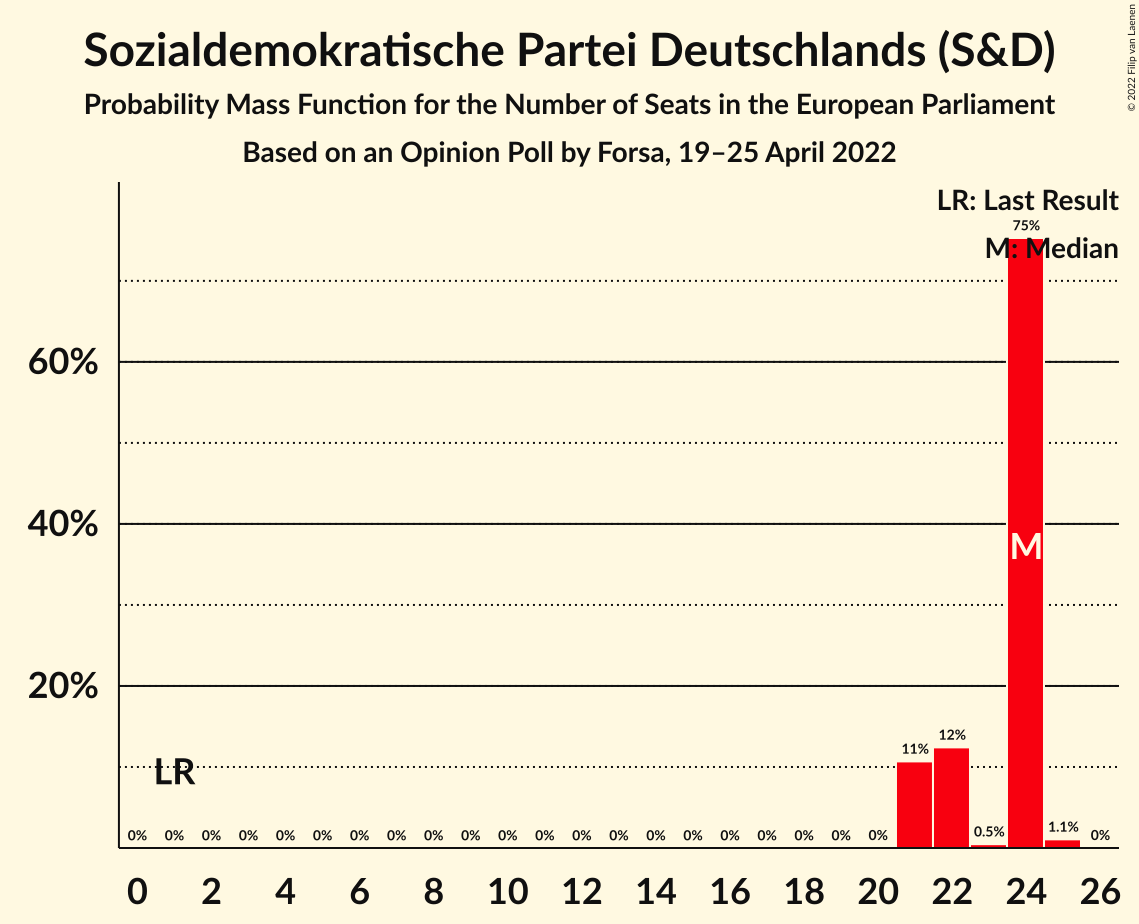 Sozialdemokratische Partei Deutschlands (S&D)
Probability Mass Function for the Number of Seats in the European Parliament
Based on an Opinion Poll by Forsa, 19–25 April 2022
© 2022 Filip van Laenen
LR: Last Result
75%
M: Median
60%
40%
M
20%
12%
11%
LR
0% 0% 0% 0% 0% 0% 0% 0% 0% 0% 0% 0% 0% 0% 0% 0% 0% 0% 0% 0% 0% 0.5% 1.1% 0%
0 2 4 6 8 10 12 14 16 18 20 22 24 26